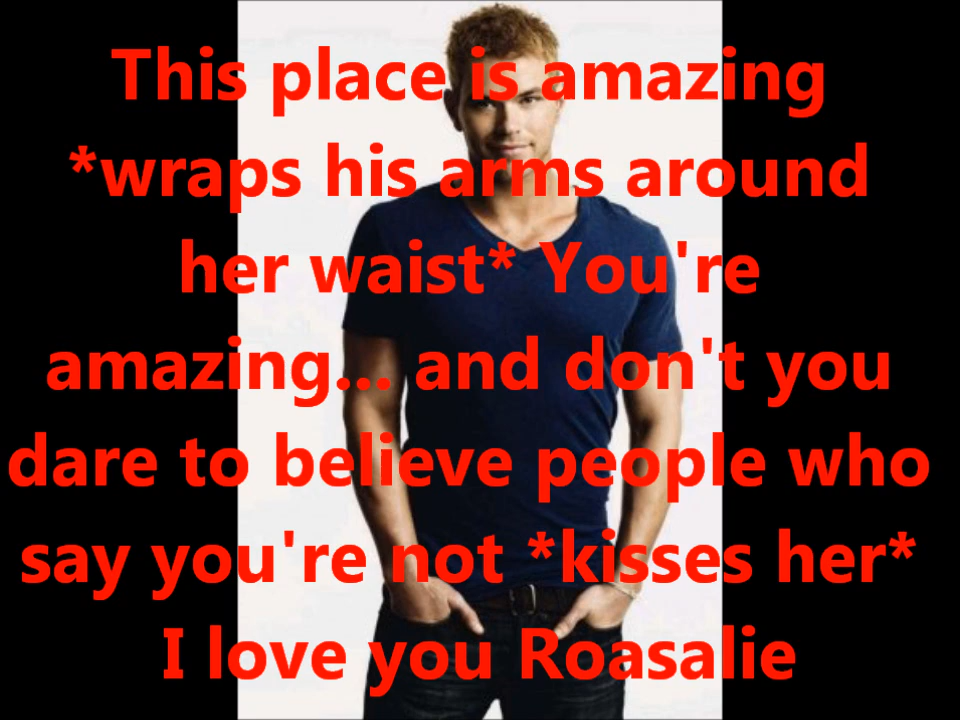 This place is amazing
*wraps his arms around
her waist* You're
amazing... and don't you
dare to believe people who
say you're not *kisses her*
I love you Roasalie